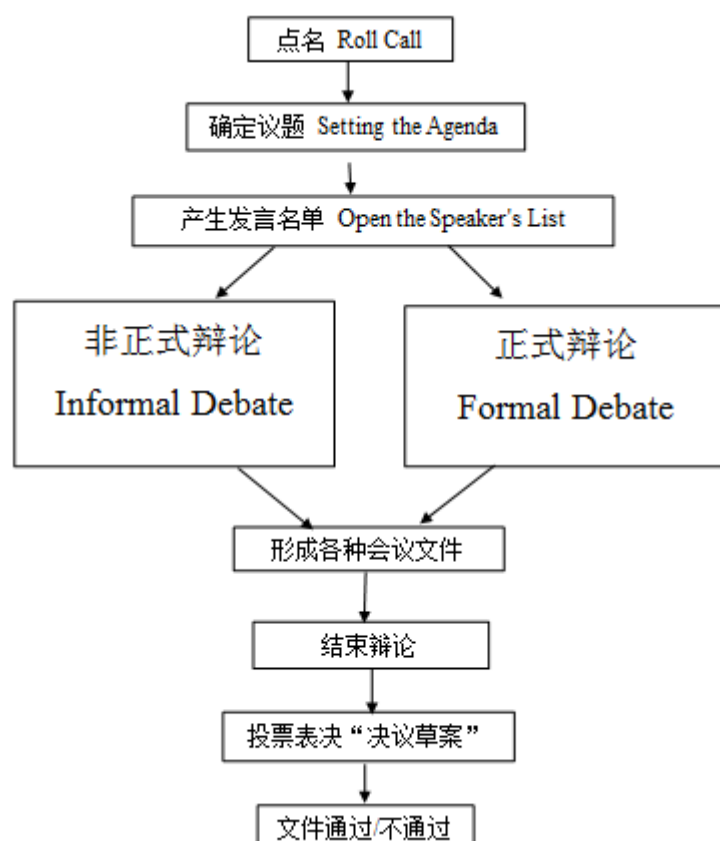 点名 Roll Call
确定议题 Setting the Agenda
产生发言名单 Open the Speaker's List
非正式辩论
Informal Debate
正式辩论
Formal Debate
形成各种会议文件
结束辩论
投票表决“决议草案”
文件通过/不通过